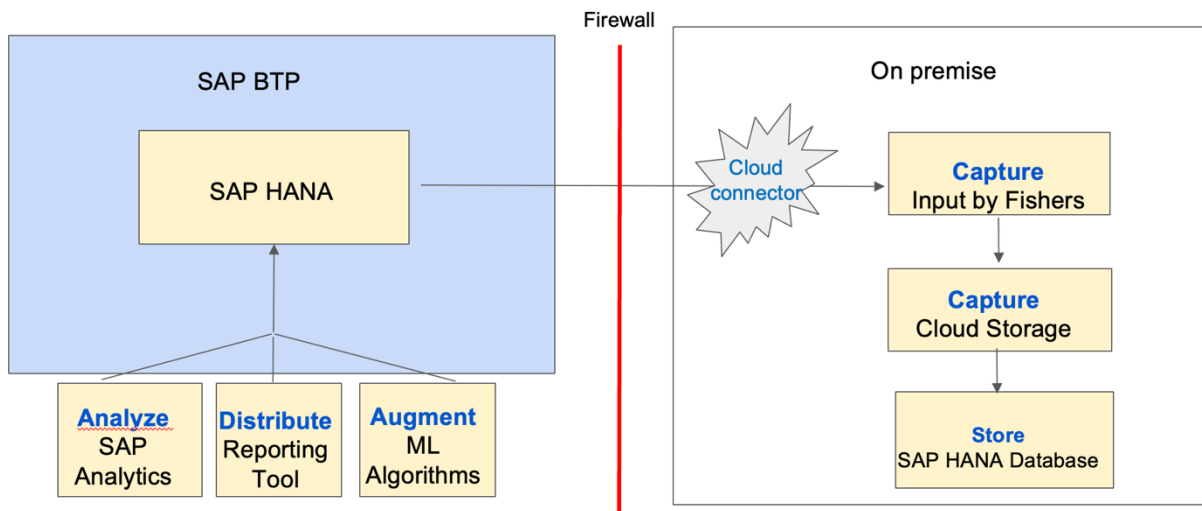 Firewall
SAP BTP
SAP HANA
Analyze
SAP
Analytics
Distribute
Reporting
Tool
Augment
ML
Algorithms
On premise
Cloud
connector
Capture
Input by Fishers
Capture
Cloud Storage
Store
SAP HANA Database